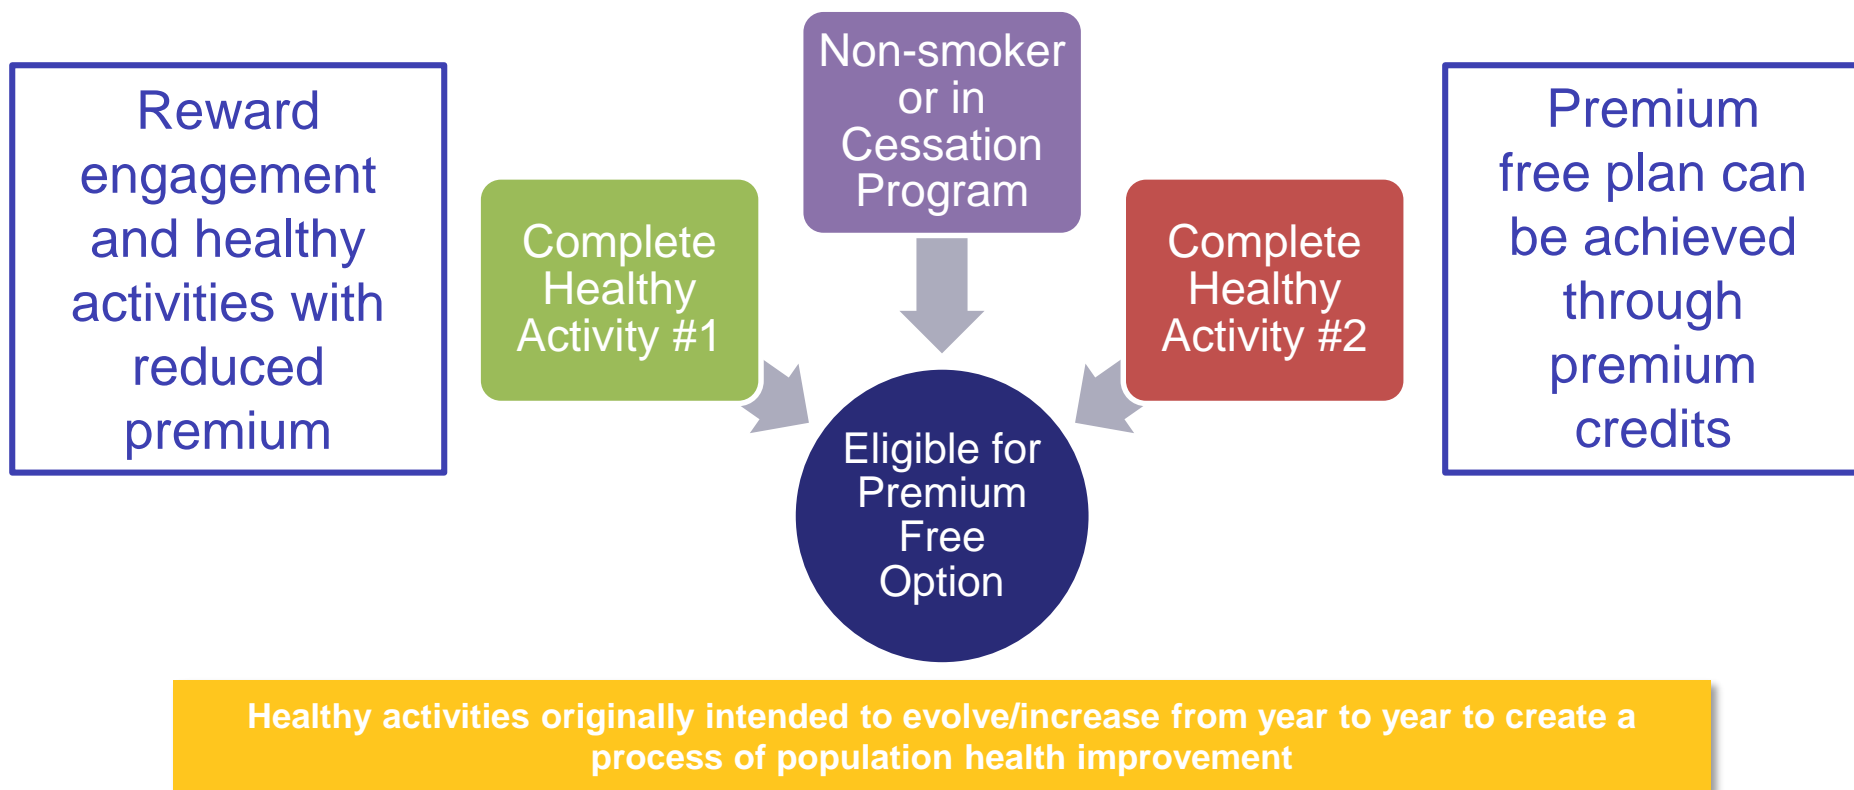 Reward
engagement
and healthy
activities with
reduced
premium
Complete
Healthy
Activity #1
Non-smoker
or in
Cessation
Program
Complete
Healthy
Activity #2
Premium
free plan can
be achieved
through
premium
credits
Eligible for
Premium
Free
Option
Healthy activities originally intended to evolve/increase from year to year to create a
process of population health improvement